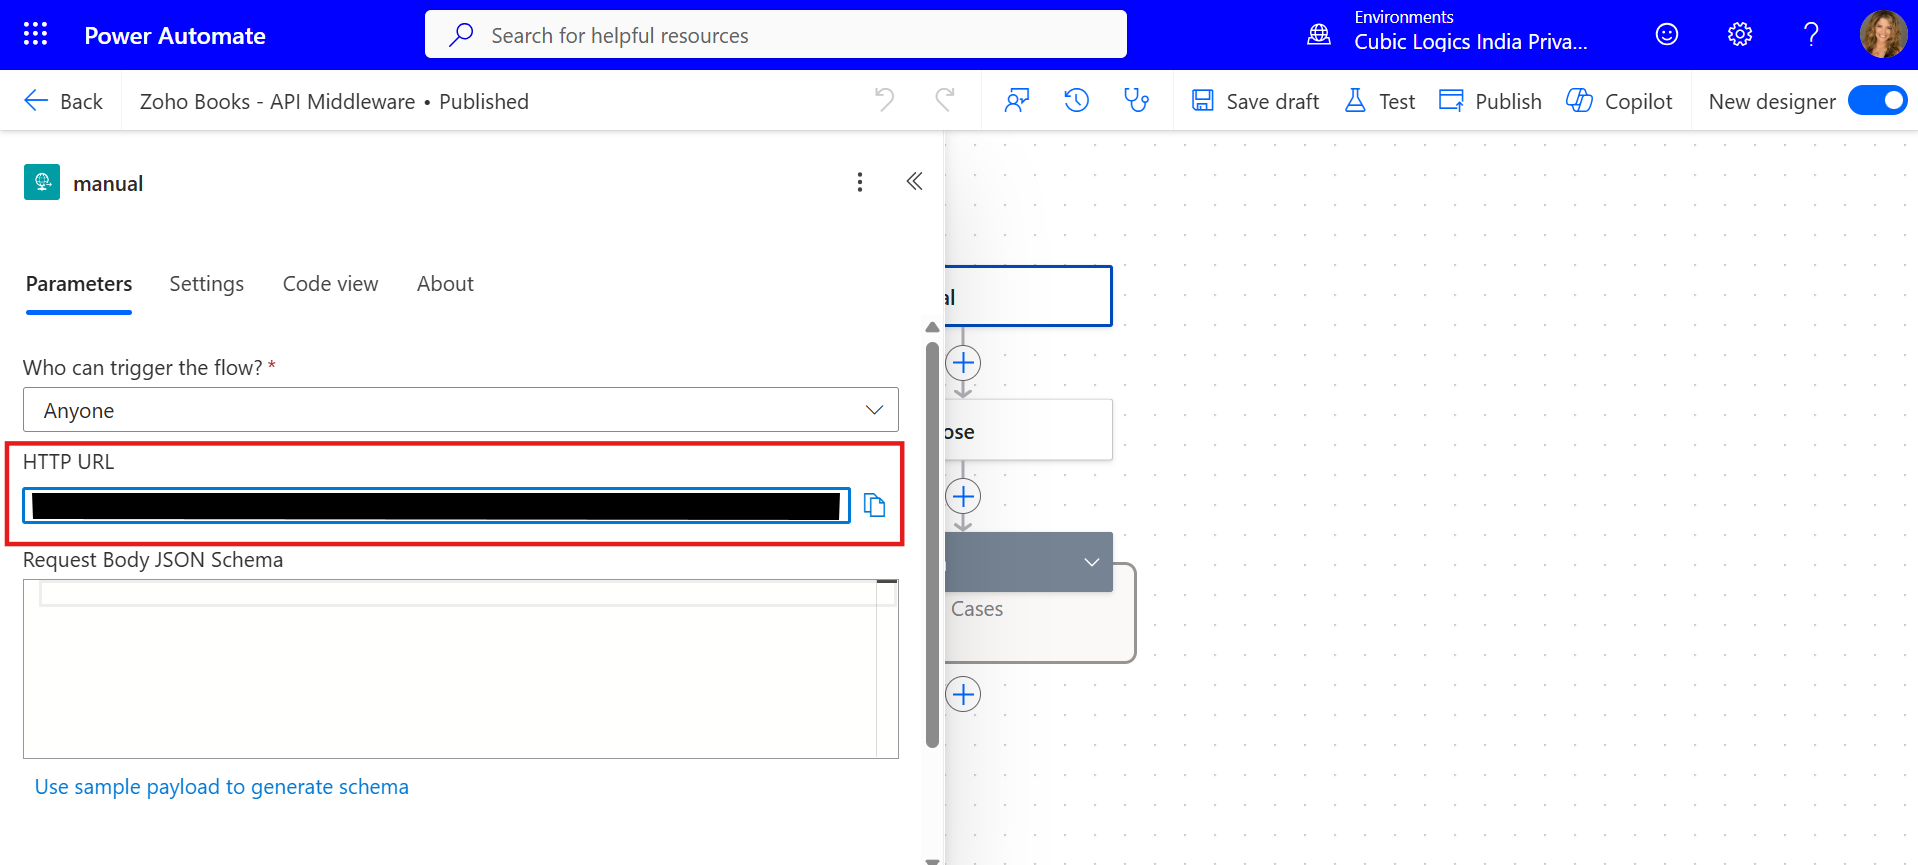 Power Automate
Search for helpful resources
Environments
Cubic Logics India Priva...
Back
Zoho Books - API Middleware • Published
Save draft
Test
Publish
Copilot
New designer
manual
Parameters
Settings
Code view
About
Who can trigger the flow? *
Anyone
HTTP URL
Request Body JSON Schema
Use sample payload to generate schema
al
ose
Cases